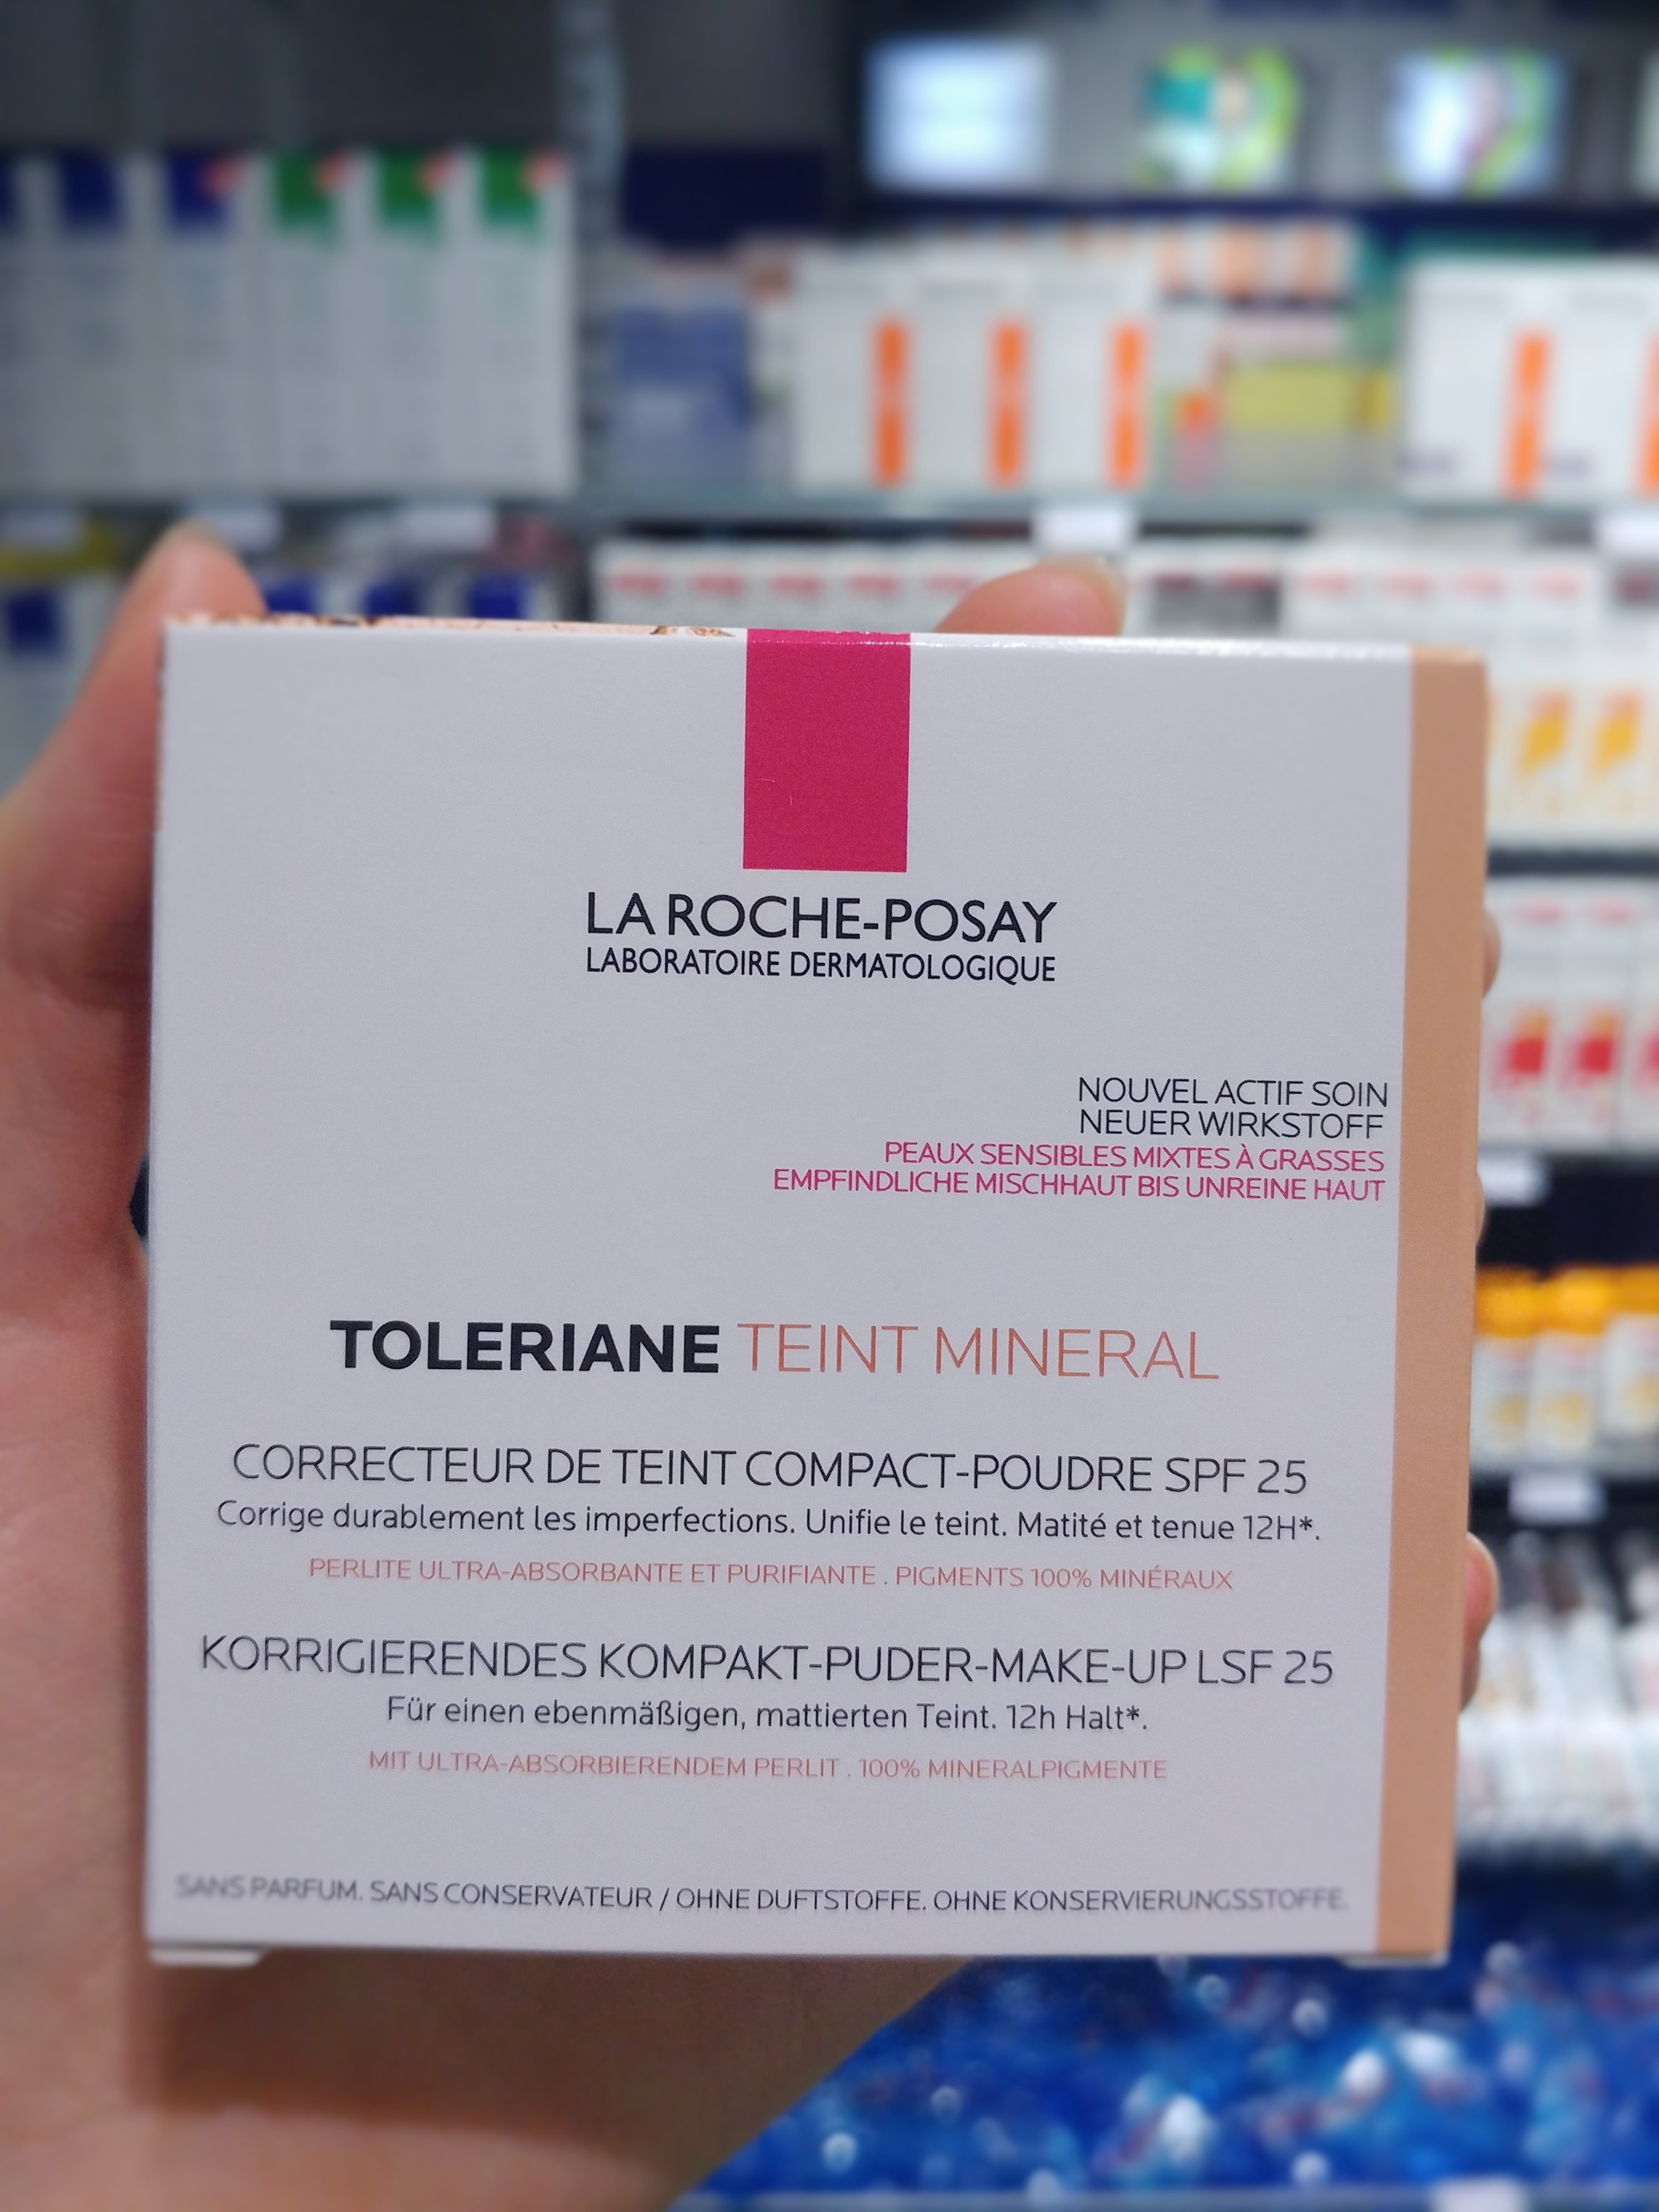 LA ROCHE-POSAY
LABORATOIRE DERMATOLOGIQUE
NOUVEL ACTIF SOIN
NEUER WIRKSTOFF
PEAUX SENSIBLES MIXTES À GRASSES
EMPFINDLICHE MISCHHAUT BIS UNREINE HAUT
TOLERIANE TEINT MINERAL
CORRECTEUR DE TEINT COMPACT-POUDRE SPF 25
Corrige durablement les imperfections. Unifie le teint. Matité et tenue 12H*.
PERLITE ULTRA-ABSORBANTE ET PURIFIANTE . PIGMENTS 100% MINÉRAUX
KORRIGIERENDES KOMPAKT-PUDER-MAKE-UP LSF 25
Für einen ebenmäßigen, mattierten Teint. 12h Halt*.
MIT ULTRA-ABSORBIERENDEM PERLIT . 100% MINERALPIGMENTE
SANS PARFUM. SANS CONSERVATEUR / OHNE DUFTSTOFFE. OHNE KONSERVIERUNGSSTOFFE.